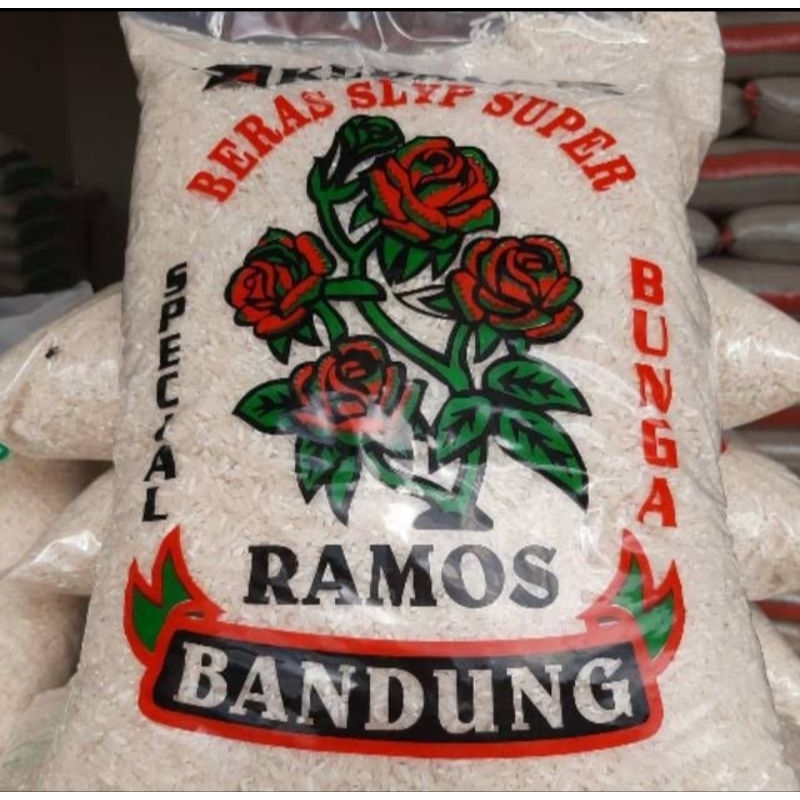 BERAS SLYP SUPER
SPECIAL
BUNGA
RAMOS
BANDUNG